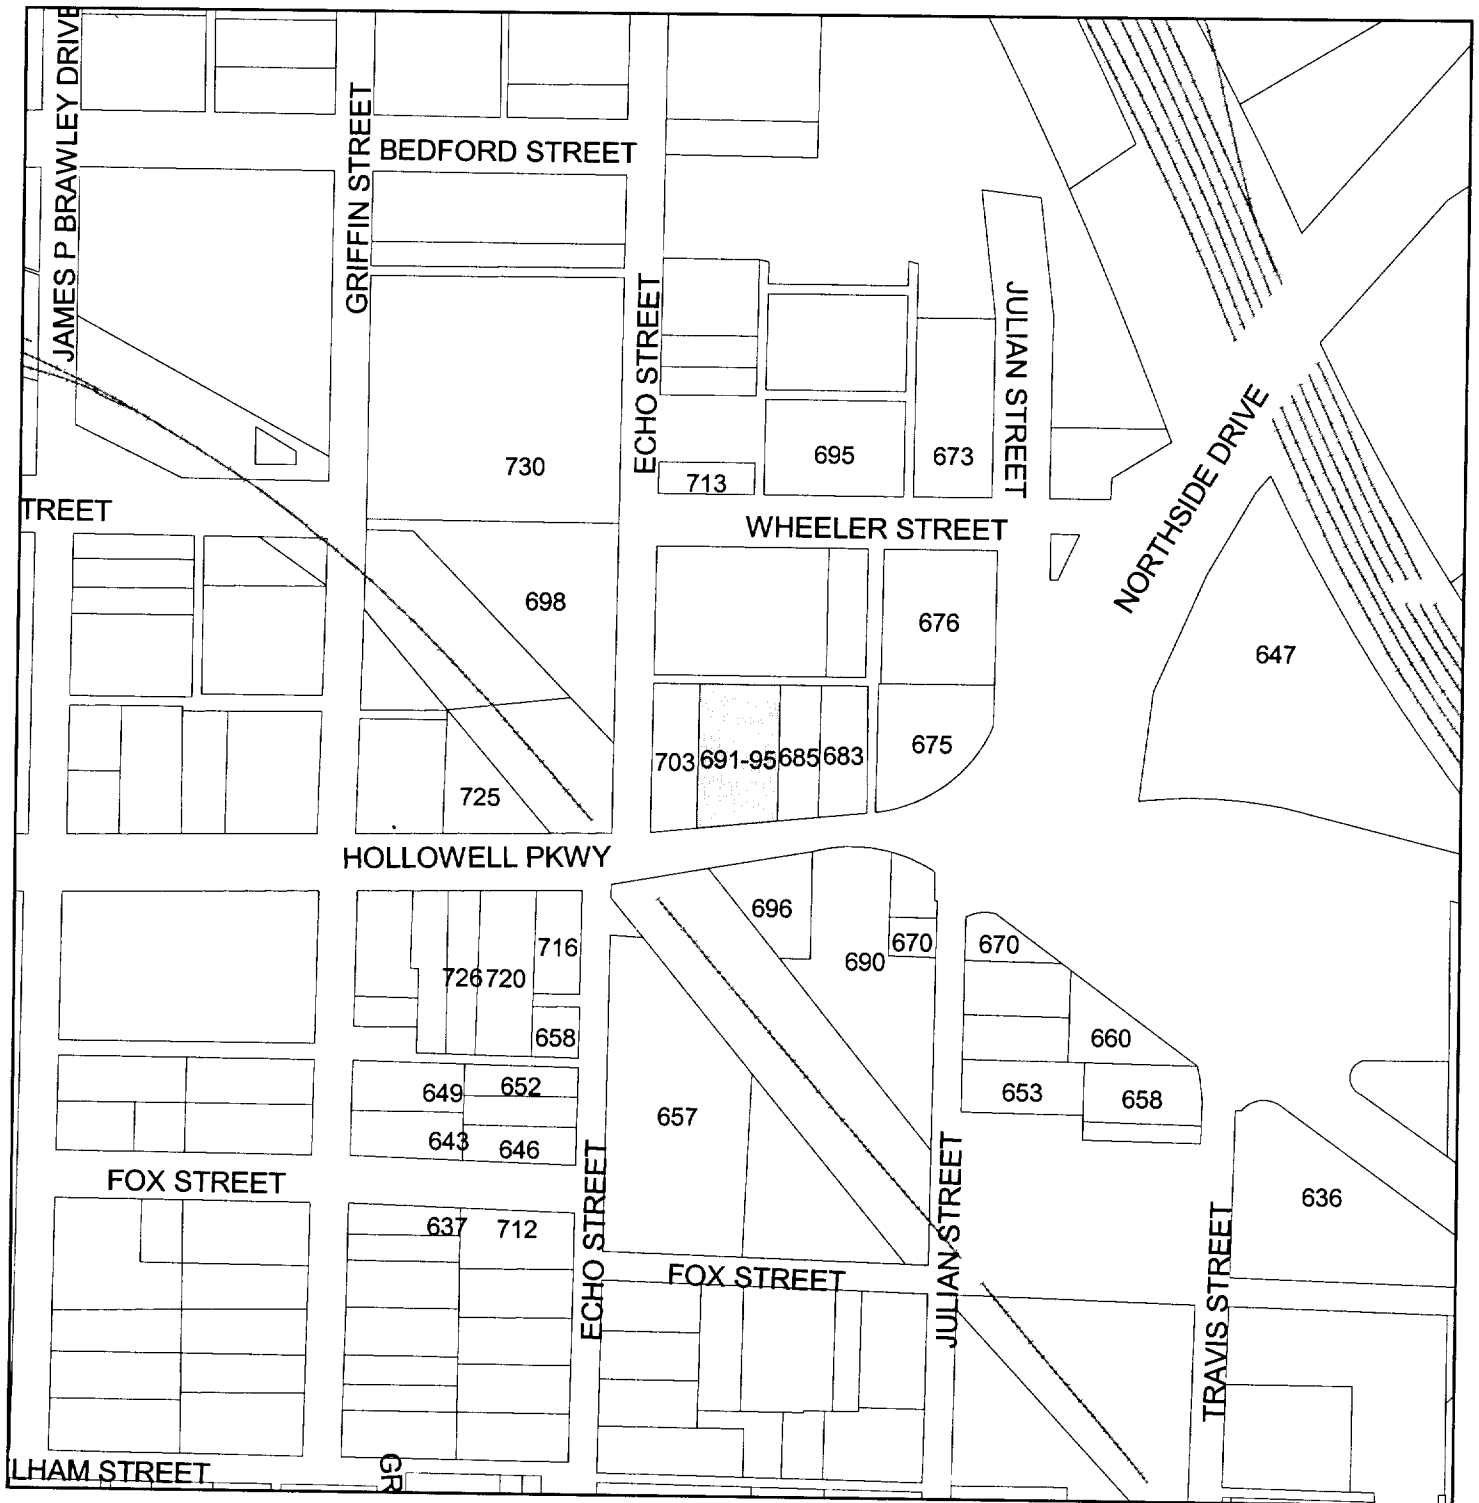 JAMES P BRAWLEY DRIVE
GRIFFIN STREET
BEDFORD STREET
ECHO STREET
JULIAN STREET
NORTHSIDE DRIVE
730
695
673
713
TREET
WHEELER STREET
698
676
647
675
703
691-95
685
683
725
HOLLOWELL PKWY
696
716
670
670
690
726
720
658
660
649
652
653
658
657
643
646
ECHO STREET
JULIAN STREET
FOX STREET
636
637
712
TRAVIS STREET
FOX STREET
LHAM STREET
GR